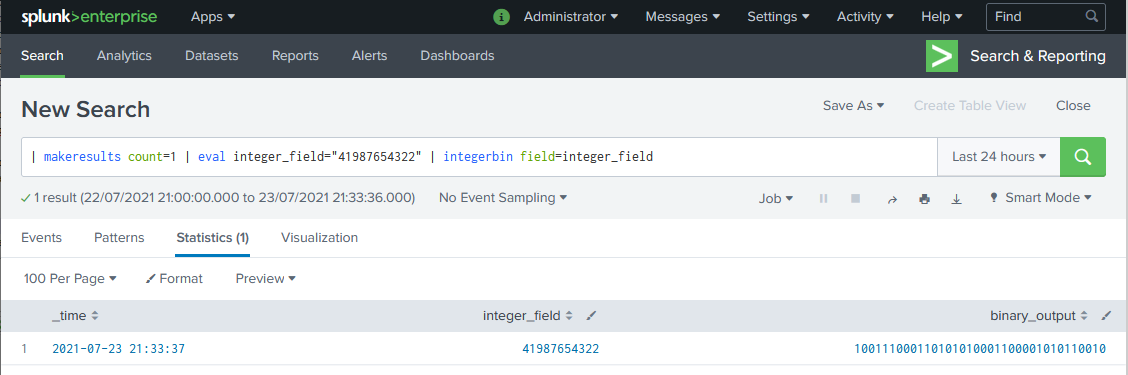 splunk>enterprise Apps i Administrator Messages Settings Activity Help Find
Search Analytics Datasets Reports Alerts Dashboards Search & Reporting
New Search Save As Create Table View Close
| makeresults count=1 | eval integer_field="41987654322" | integerbin field=integer_field Last 24 hours
1 result (22/07/2021 21:00:00.000 to 23/07/2021 21:33:36.000) No Event Sampling Job Smart Mode
Events Patterns Statistics (1) Visualization
100 Per Page Format Preview
_time integer_field binary_output
1 2021-07-23 21:33:37 41987654322 100111000110101010001100001010110010